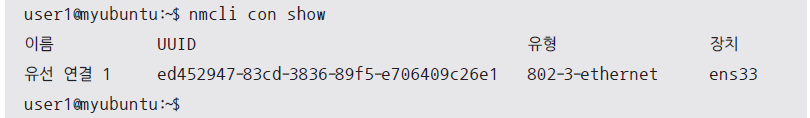 user1@myubuntu:~$ nmcli con show
이름 UUID 유형 장치
유선 연결 1 ed452947-83cd-3836-89f5-e706409c26e1 802-3-ethernet ens33
user1@myubuntu:~$